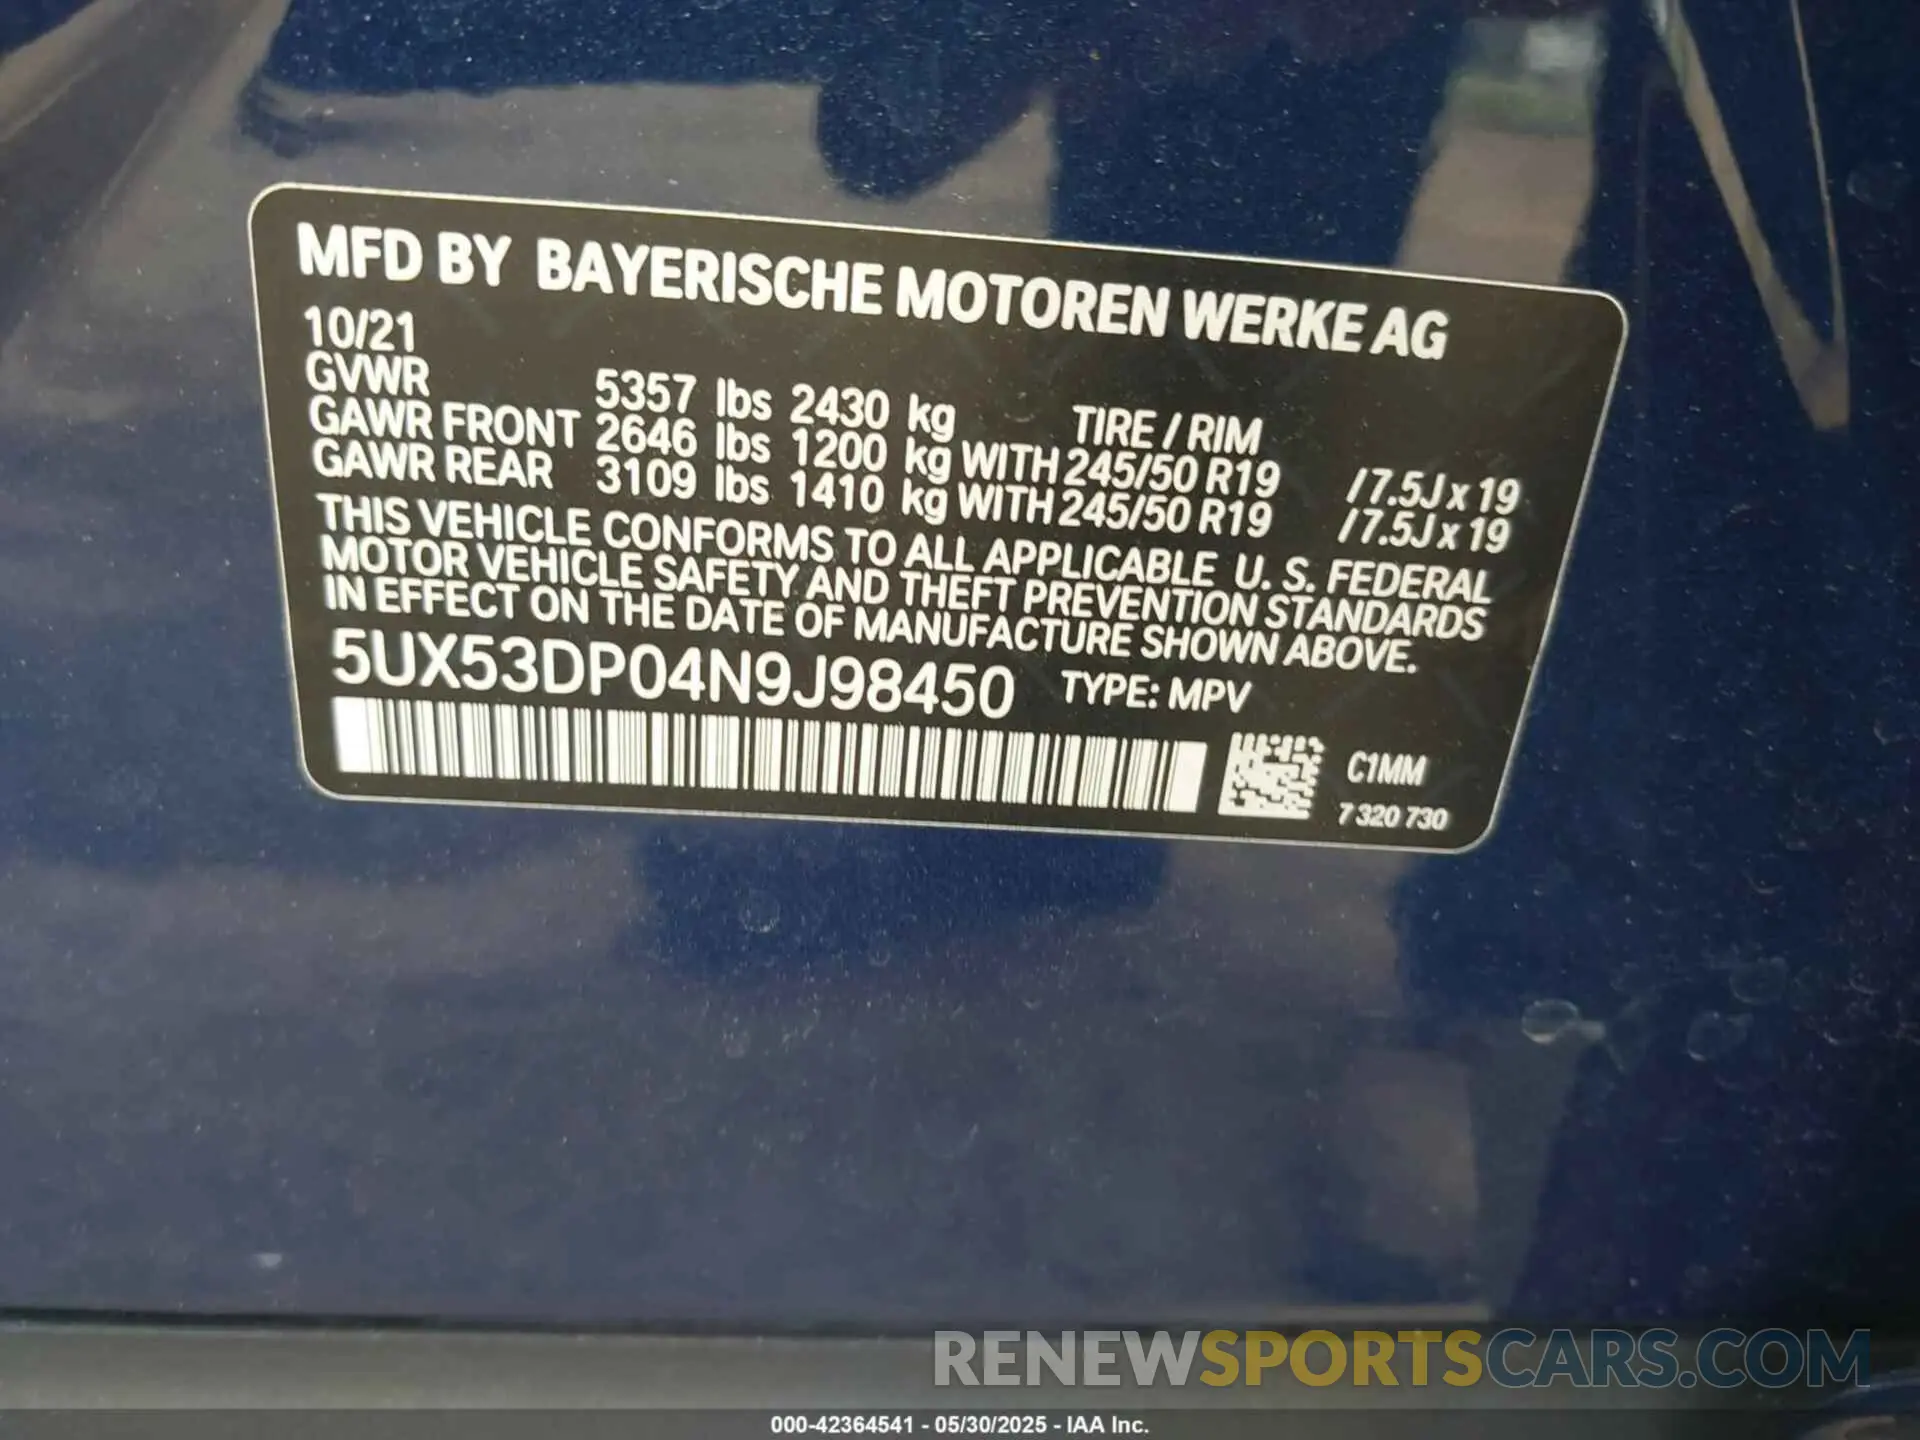 MFD BY BAYERISCHE MOTOREN WERKE AG
10/21
GVWR 5357 lbs 2430 kg TIRE / RIM
GAWR FRONT 2646 lbs 1200 kg WITH 245/50 R19 /7.5J x 19
GAWR REAR 3109 lbs 1410 kg WITH 245/50 R19 /7.5J x 19
THIS VEHICLE CONFORMS TO ALL APPLICABLE U. S. FEDERAL
MOTOR VEHICLE SAFETY AND THEFT PREVENTION STANDARDS
IN EFFECT ON THE DATE OF MANUFACTURE SHOWN ABOVE.
5UX53DP04N9J98450 TYPE: MPV
C1MM
7 320 730
RENEWSPORTSCARS.COM
000-42364541 - 05/30/2025 - IAA Inc.